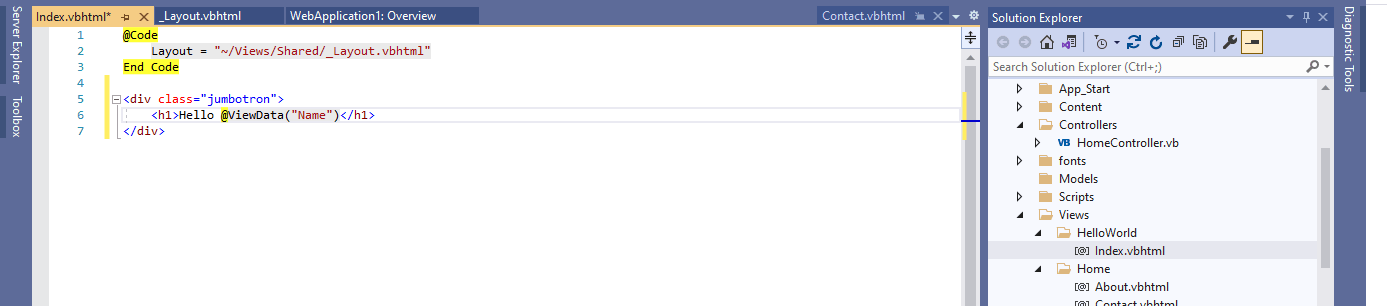 Server Explorer
Toolbox
Index.vbhtml*
_Layout.vbhtml
WebApplication1: Overview
Contact.vbhtml
1 @Code
2 Layout = "~/Views/Shared/_Layout.vbhtml"
3 End Code
4
5 <div class="jumbotron">
6 <h1>Hello @ViewData("Name")</h1>
7 </div>
Solution Explorer
Search Solution Explorer (Ctrl+;)
App_Start
Content
Controllers
VB HomeController.vb
fonts
Models
Scripts
Views
HelloWorld
[@] Index.vbhtml
Home
[@] About.vbhtml
[@] Contact.vbhtml
Diagnostic Tools